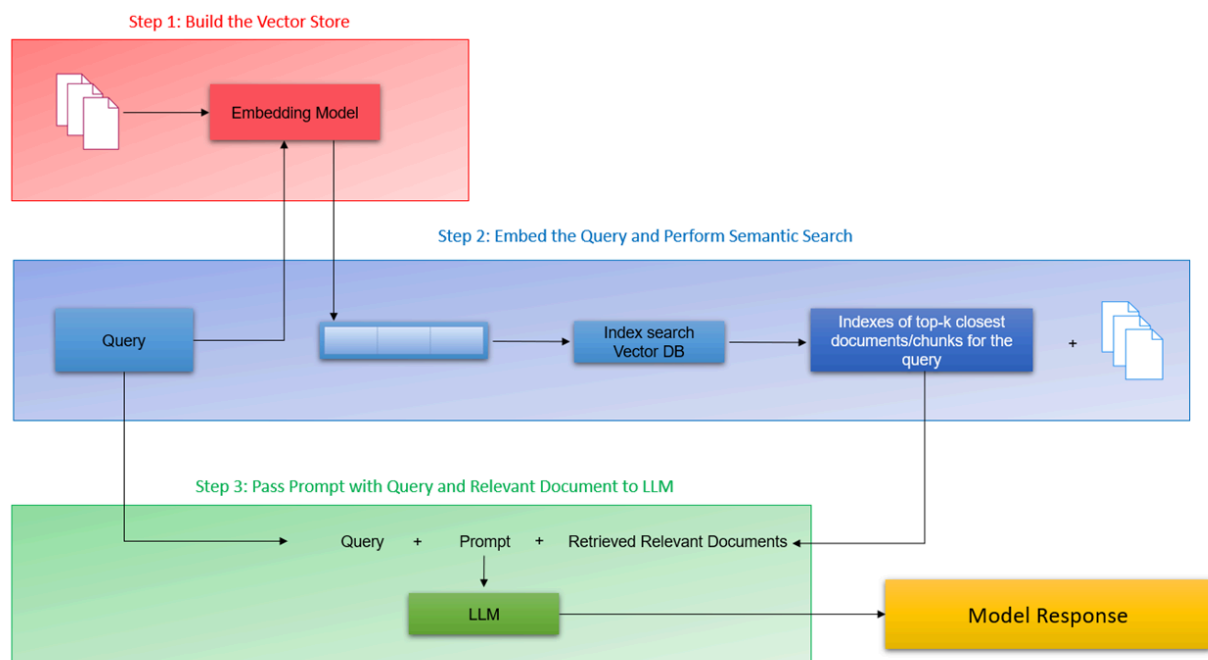 Step 1: Build the Vector Store
Embedding Model
Step 2: Embed the Query and Perform Semantic Search
Query
Index search
Vector DB
Indexes of top-k closest
documents/chunks for the
query
+
Step 3: Pass Prompt with Query and Relevant Document to LLM
Query + Prompt + Retrieved Relevant Documents
LLM
Model Response